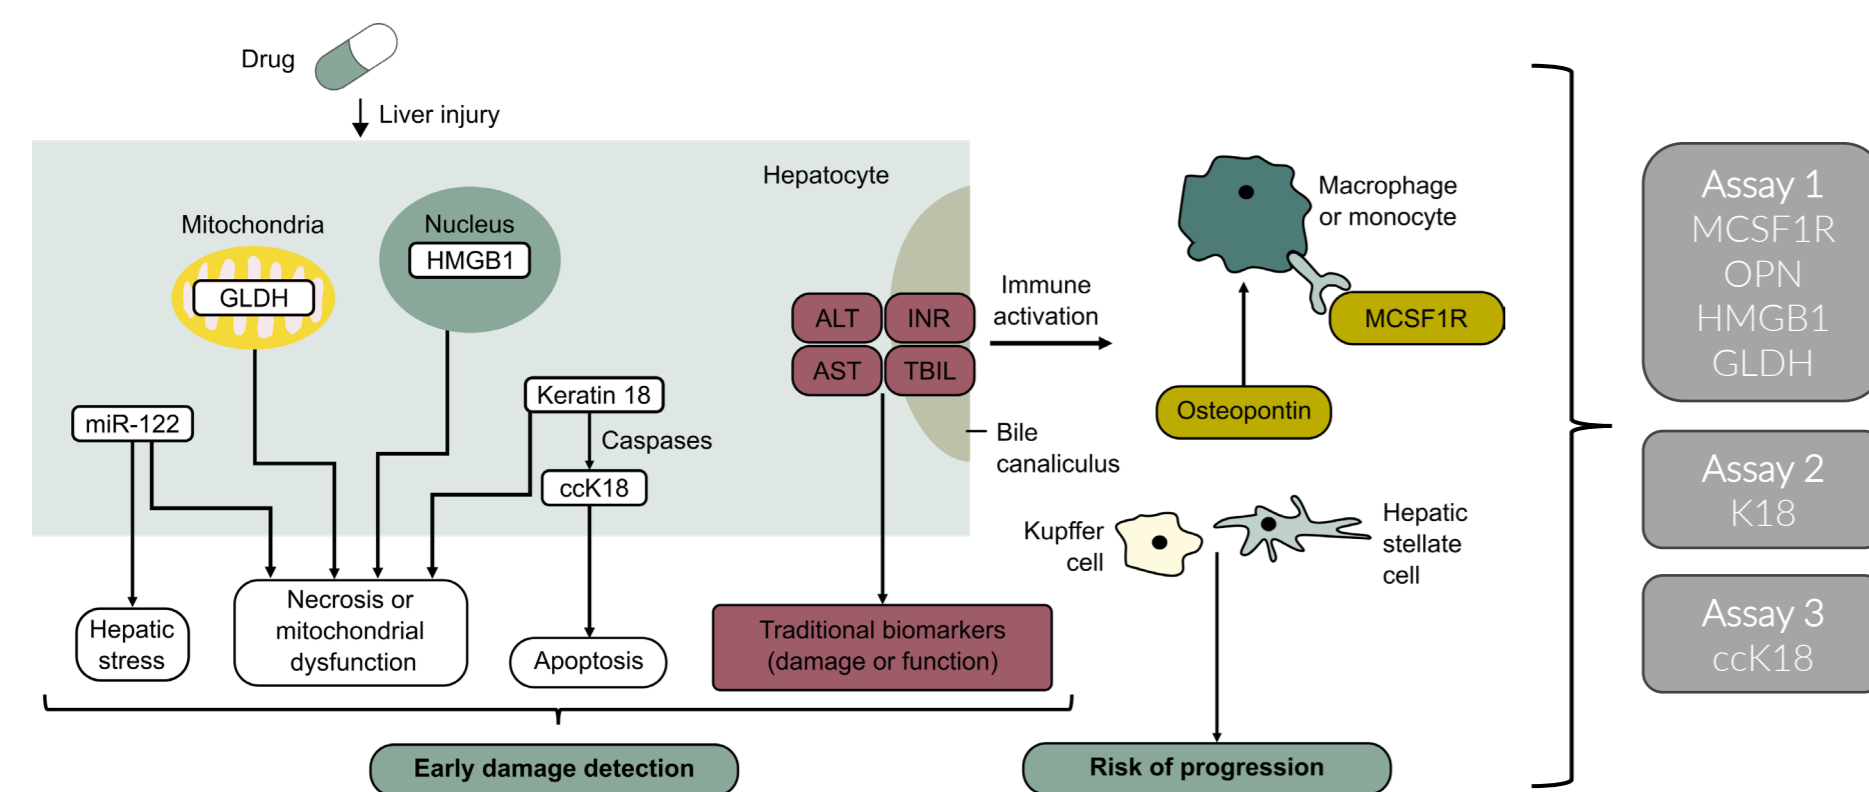 Drug
Liver injury
Hepatocyte
Mitochondria
GLDH
Nucleus
HMGB1
miR-122
Keratin 18
Caspases
ccK18
ALT
INR
AST
TBIL
Immune
activation
Bile
canaliculus
Macrophage
or monocyte
MCSF1R
Osteopontin
Kupffer
cell
Hepatic
stellate
cell
Hepatic
stress
Necrosis or
mitochondrial
dysfunction
Apoptosis
Traditional biomarkers
(damage or function)
Early damage detection
Risk of progression
Assay 1
MCSF1R
OPN
HMGB1
GLDH
Assay 2
K18
Assay 3
ccK18